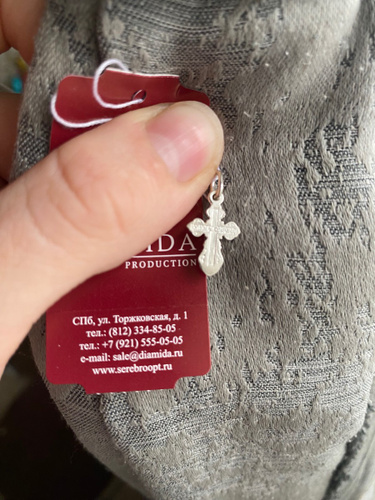 PRODUCTION
СПб, ул. Торжковская, д. 1
тел.: (812) 334-85-05
тел.: +7 (921) 555-05-05
e-mail: sale@diamida.ru
www.serebroopt.ru